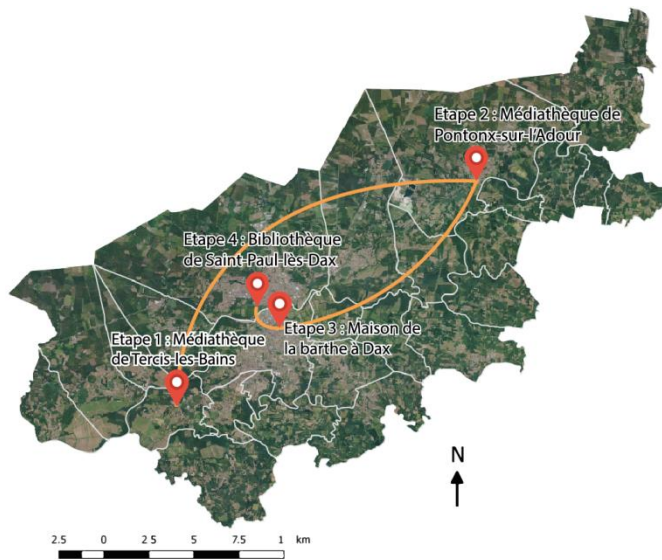 Etape 2 : Médiathèque de
Pontonx-sur-l'Adour
Etape 4 : Bibliothèque
de Saint-Paul-lès-Dax
Etape 1 : Médiathèque
de Tercis-les-Bains
Etape 3 : Maison de
la barthe à Dax
N
2.5 0 2.5 5 7.5 1 km